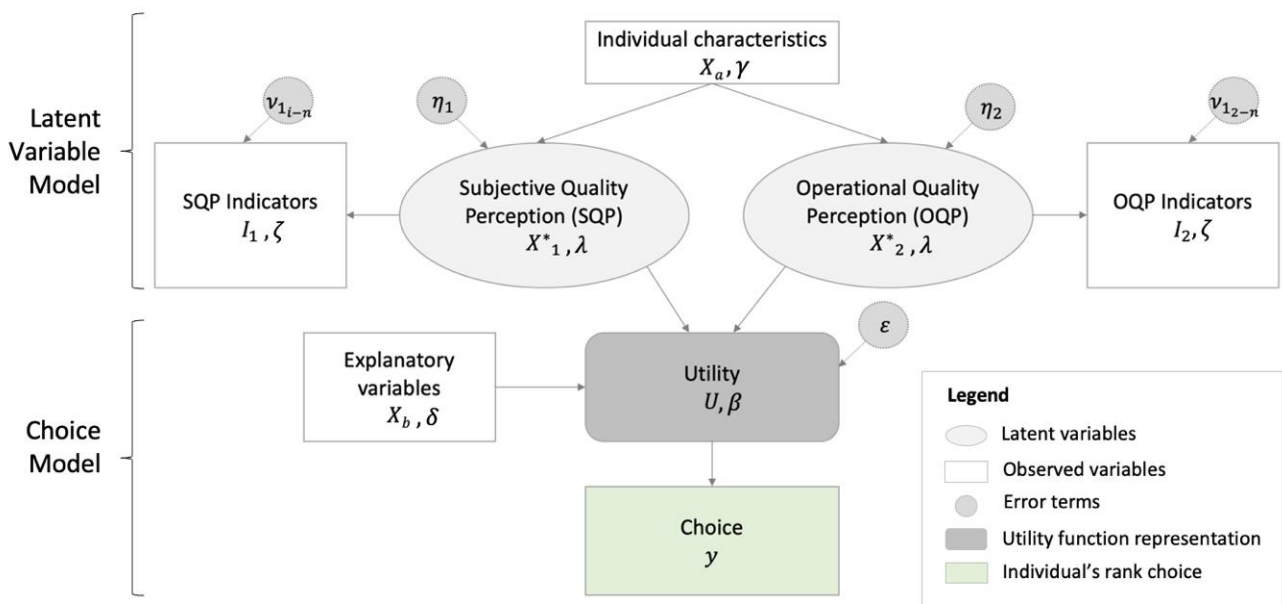 Latent
Variable
Model
Individual characteristics
Xₐ, γ
ν₁ᵢ₋ₙ
η₁
η₂
ν₁₂₋ₙ
SQP Indicators
I₁, ζ
Subjective Quality
Perception (SQP)
X*₁, λ
Operational Quality
Perception (OQP)
X*₂, λ
OQP Indicators
I₂, ζ
Choice
Model
Explanatory
variables
X_b, δ
Utility
U, β
ε
Choice
y
Legend
Latent variables
Observed variables
Error terms
Utility function representation
Individual's rank choice